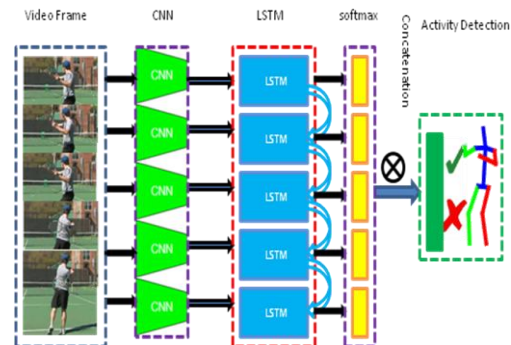 Video Frame
CNN
LSTM
softmax
Concatenation
Activity Detection
CNN
LSTM
CNN
LSTM
CNN
LSTM
CNN
LSTM
CNN
LSTM